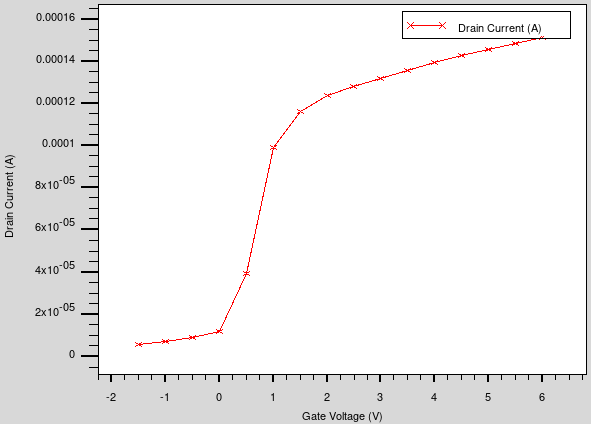 Drain Current (A)
0.00016
0.00014
0.00012
0.0001
8x10-05
6x10-05
4x10-05
2x10-05
0
Drain Current (A)
-2 -1 0 1 2 3 4 5 6
Gate Voltage (V)